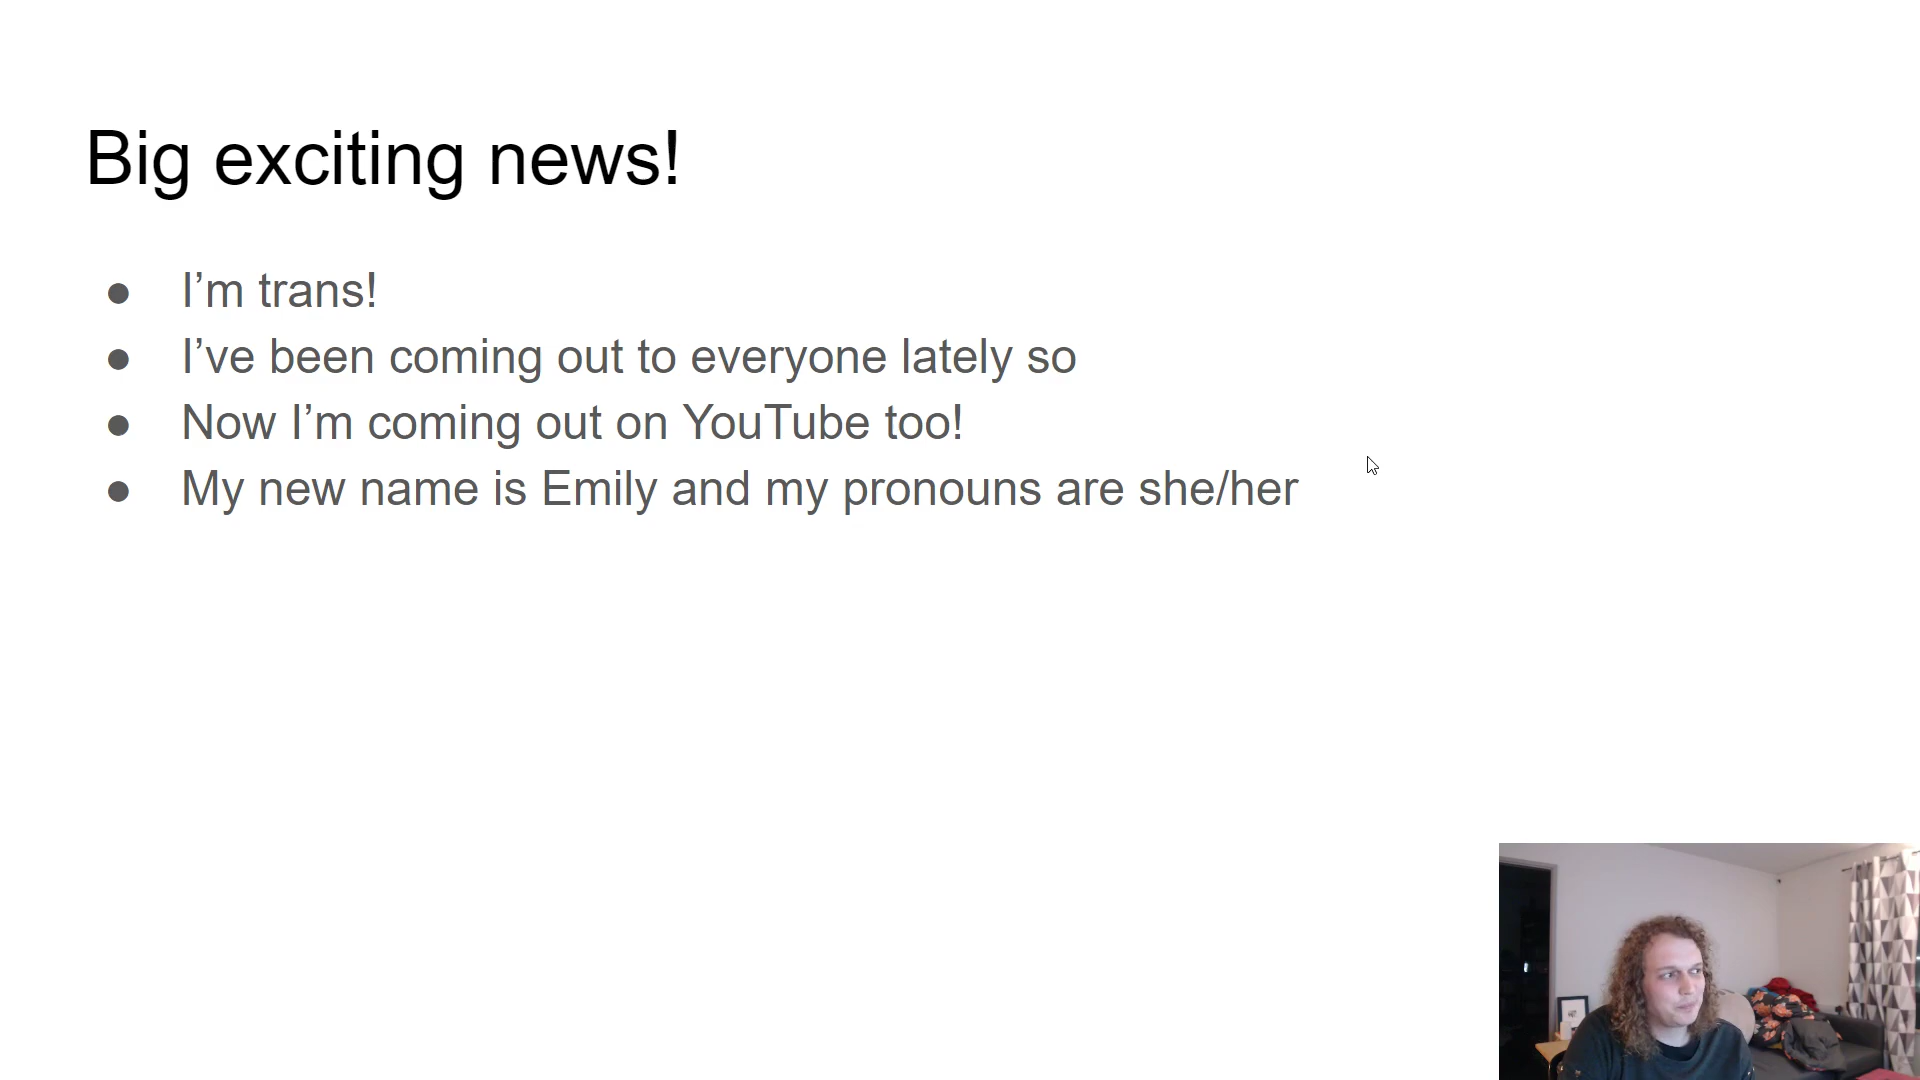 Big exciting news!
● I’m trans!
● I’ve been coming out to everyone lately so
● Now I’m coming out on YouTube too!
● My new name is Emily and my pronouns are she/her